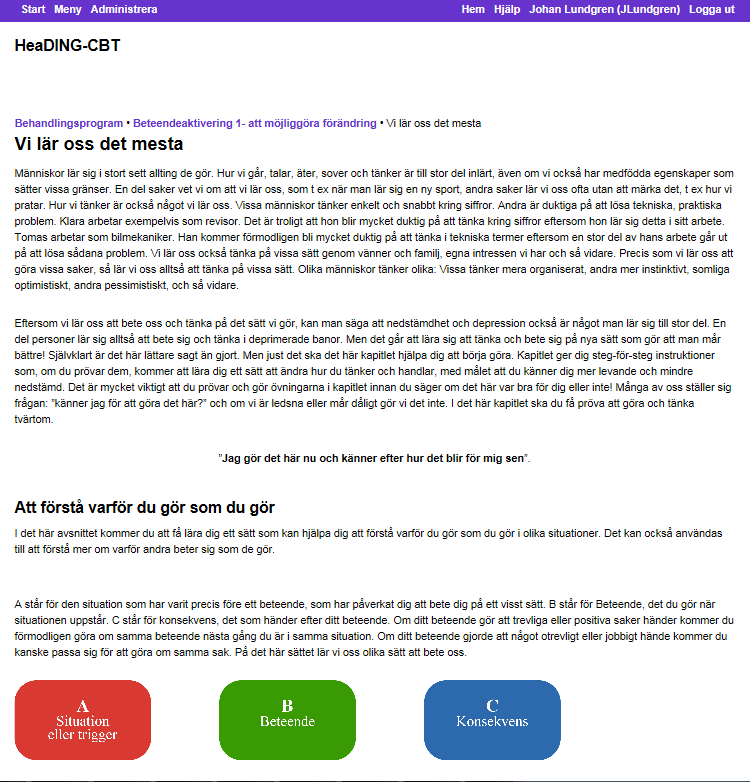 Start Meny Administrera Hem Hjälp Johan Lundgren (JLundgren) Logga ut
HeaDING-CBT
Behandlingsprogram • Beteendeaktivering 1- att möjliggöra förändring • Vi lär oss det mesta
Vi lär oss det mesta
Människor lär sig i stort sett allting de gör. Hur vi går, talar, äter, sover och tänker är till stor del inlärt, även om vi också har medfödda egenskaper som
sätter vissa gränser. En del saker vet vi om att vi lär oss, som t ex när man lär sig en ny sport, andra saker lär vi oss ofta utan att märka det, t ex hur vi
pratar. Hur vi tänker är också något vi lär oss. Vissa människor tänker enkelt och snabbt kring siffror. Andra är duktiga på att lösa tekniska, praktiska
problem. Klara arbetar exempelvis som revisor. Det är troligt att hon blir mycket duktig på att tänka kring siffror eftersom hon lär sig detta i sitt arbete.
Tomas arbetar som bilmekaniker. Han kommer förmodligen bli mycket duktig på att tänka i tekniska termer eftersom en stor del av hans arbete går ut
på att lösa sådana problem. Vi lär oss också tänka på vissa sätt genom vänner och familj, egna intressen vi har och så vidare. Precis som vi lär oss att
göra vissa saker, så lär vi oss alltså att tänka på vissa sätt. Olika människor tänker olika: Vissa tänker mera organiserat, andra mer instinktivt, somliga
optimistiskt, andra pessimistiskt, och så vidare.
Eftersom vi lär oss att bete oss och tänka på det sätt vi gör, kan man säga att nedstämdhet och depression också är något man lär sig till stor del. En
del personer lär sig alltså att bete sig och tänka i deprimerade banor. Men det går att lära sig att tänka och bete sig på nya sätt som gör att man mår
bättre! Självklart är det här lättare sagt än gjort. Men just det ska det här kapitlet hjälpa dig att börja göra. Kapitlet ger dig steg-för-steg instruktioner
som, om du prövar dem, kommer att lära dig ett sätt att ändra hur du tänker och handlar, med målet att du känner dig mer levande och mindre
nedstämd. Det är mycket viktigt att du prövar och gör övningarna i kapitlet innan du säger om det här var bra för dig eller inte! Många av oss ställer sig
frågan: ”känner jag för att göra det här?” och om vi är ledsna eller mår dåligt gör vi det inte. I det här kapitlet ska du få pröva att göra och tänka
tvärtom.
”Jag gör det här nu och känner efter hur det blir för mig sen”.
Att förstå varför du gör som du gör
I det här avsnittet kommer du att få lära dig ett sätt som kan hjälpa dig att förstå varför du gör som du gör i olika situationer. Det kan också användas
till att förstå mer om varför andra beter sig som de gör.
A står för den situation som har varit precis före ett beteende, som har påverkat dig att bete dig på ett visst sätt. B står för Beteende, det du gör när
situationen uppstår. C står för konsekvens, det som händer efter ditt beteende. Om ditt beteende gör att trevliga eller positiva saker händer kommer du
förmodligen göra om samma beteende nästa gång du är i samma situation. Om ditt beteende gjorde att något otrevligt eller jobbigt hände kommer du
kanske passa sig för att göra om samma sak. På det här sättet lär vi oss olika sätt att bete oss.
A
Situation
eller trigger
B
Beteende
C
Konsekvens